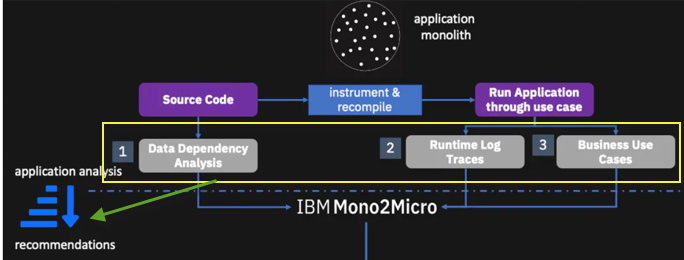 application
monolith
Source Code
instrument &
recompile
Run Application
through use case
1
Data Dependency
Analysis
2
Runtime Log
Traces
3
Business Use
Cases
application analysis
IBM Mono2Micro
recommendations